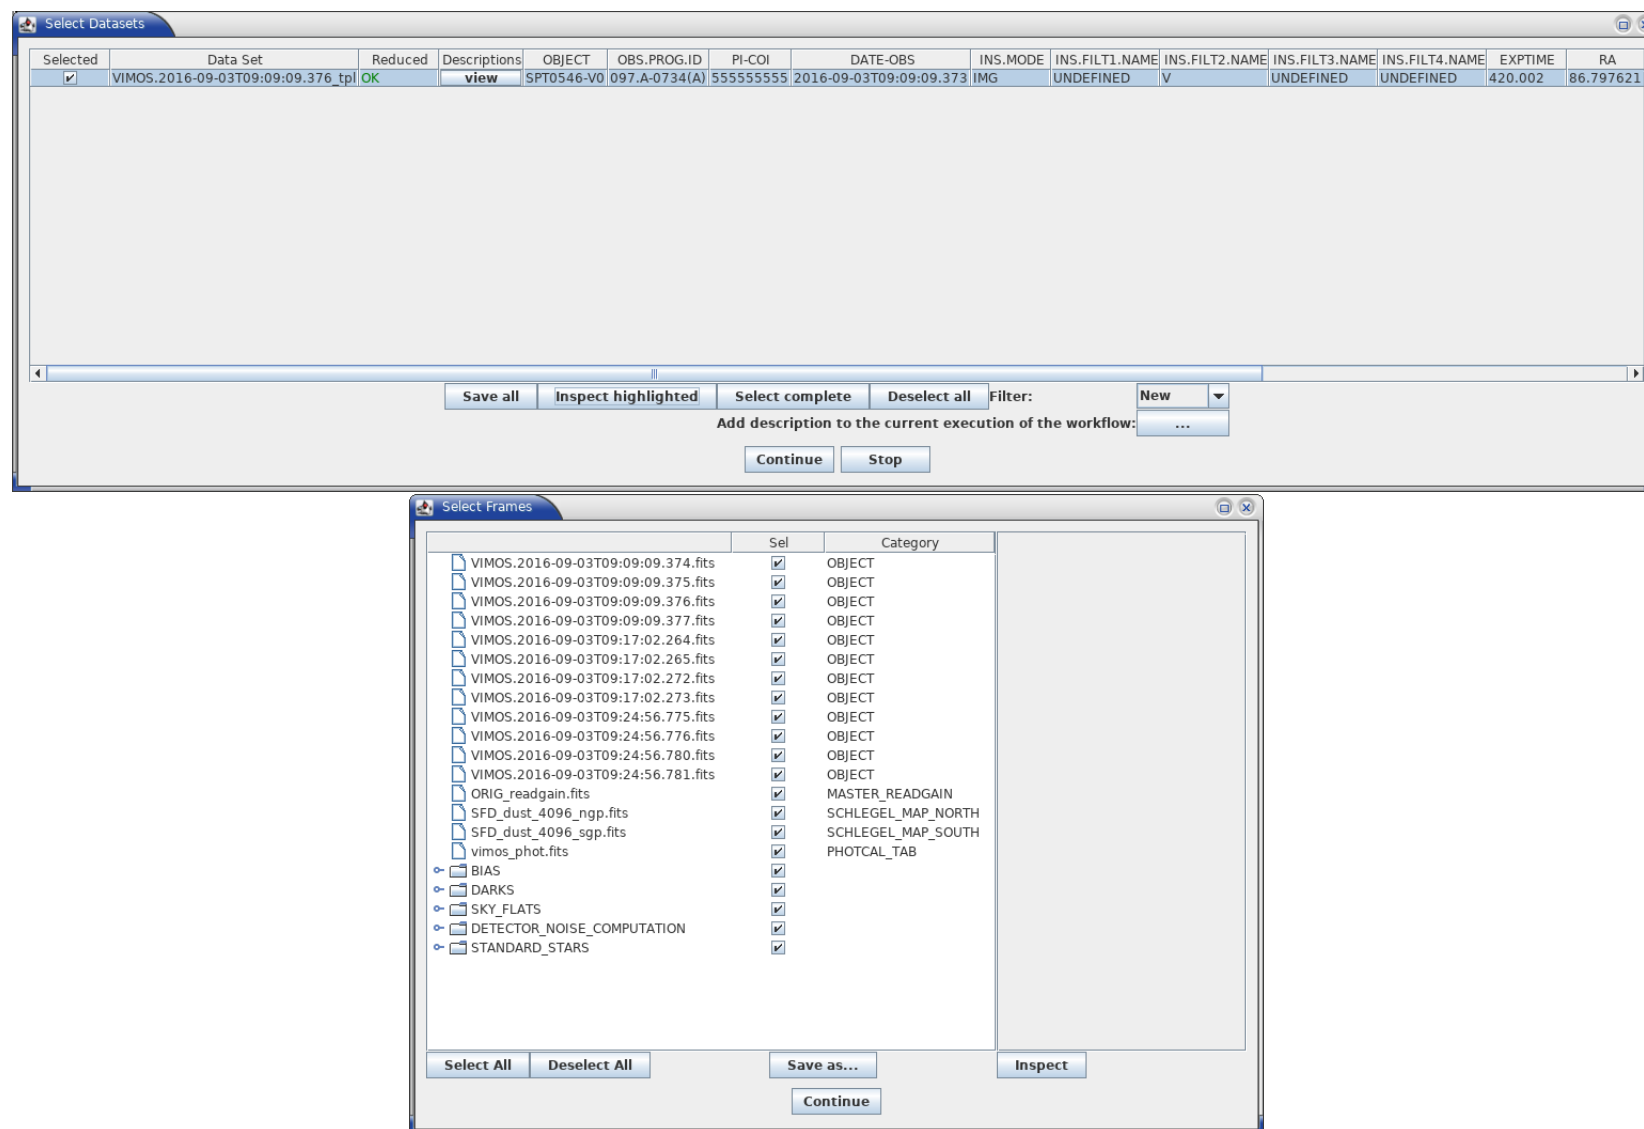 Select Datasets
Selected Data Set Reduced Descriptions OBJECT OBS.PROG.ID PI-COI DATE-OBS INS.MODE INS.FILT1.NAME INS.FILT2.NAME INS.FILT3.NAME INS.FILT4.NAME EXPTIME RA
VIMOS.2016-09-03T09:09:09.376_tpl OK view SPT0546-V0 097.A-0734(A) 555555555 2016-09-03T09:09:09.373 IMG UNDEFINED V UNDEFINED UNDEFINED 420.002 86.797621
Save all Inspect highlighted Select complete Deselect all Filter: New
Add description to the current execution of the workflow: ...
Continue Stop
Select Frames
Sel Category
VIMOS.2016-09-03T09:09:09.374.fits OBJECT
VIMOS.2016-09-03T09:09:09.375.fits OBJECT
VIMOS.2016-09-03T09:09:09.376.fits OBJECT
VIMOS.2016-09-03T09:09:09.377.fits OBJECT
VIMOS.2016-09-03T09:17:02.264.fits OBJECT
VIMOS.2016-09-03T09:17:02.265.fits OBJECT
VIMOS.2016-09-03T09:17:02.272.fits OBJECT
VIMOS.2016-09-03T09:17:02.273.fits OBJECT
VIMOS.2016-09-03T09:24:56.775.fits OBJECT
VIMOS.2016-09-03T09:24:56.776.fits OBJECT
VIMOS.2016-09-03T09:24:56.780.fits OBJECT
VIMOS.2016-09-03T09:24:56.781.fits OBJECT
ORIG_readgain.fits MASTER_READGAIN
SFD_dust_4096_ngp.fits SCHLEGEL_MAP_NORTH
SFD_dust_4096_sgp.fits SCHLEGEL_MAP_SOUTH
vimos_phot.fits PHOTCAL_TAB
BIAS
DARKS
SKY_FLATS
DETECTOR_NOISE_COMPUTATION
STANDARD_STARS
Select All Deselect All Save as... Inspect
Continue